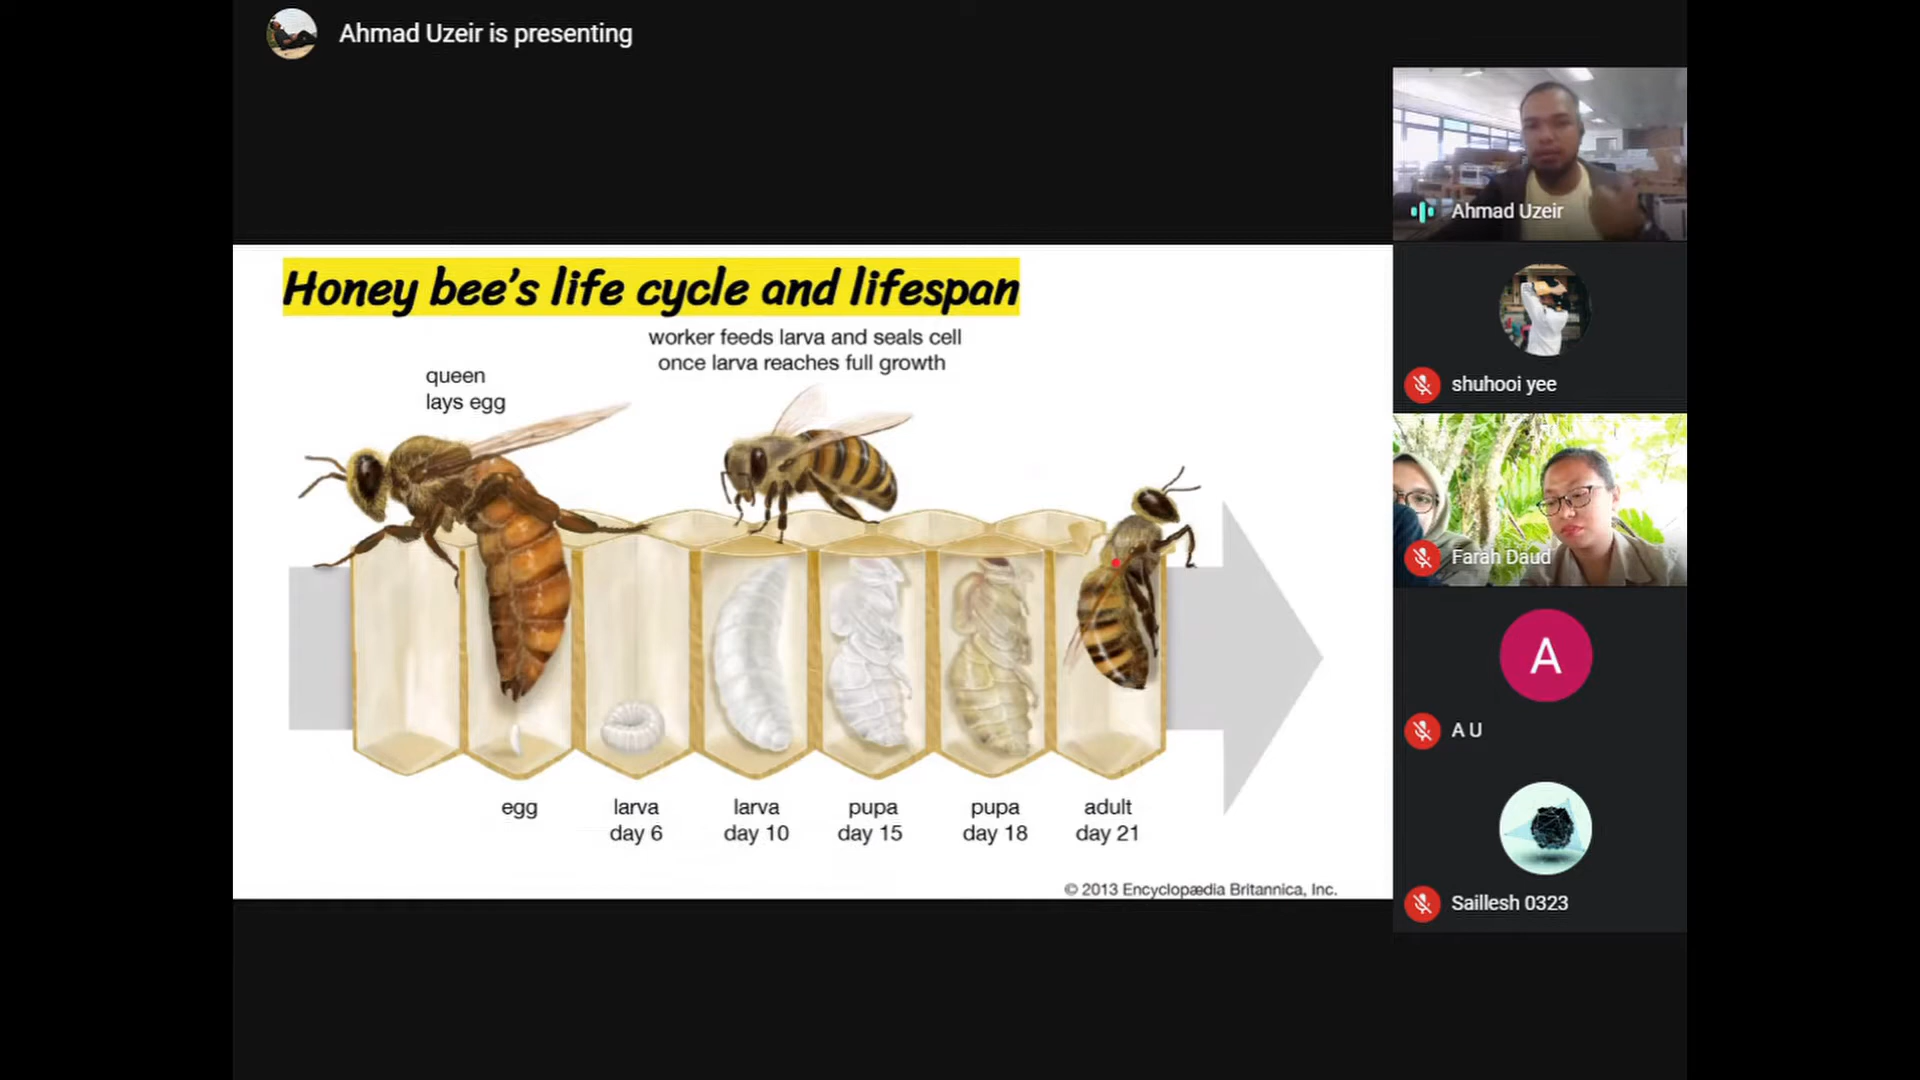 Ahmad Uzeir is presenting
Honey bee's life cycle and lifespan
worker feeds larva and seals cell
once larva reaches full growth
queen
lays egg
egg
larva
day 6
larva
day 10
pupa
day 15
pupa
day 18
adult
day 21
© 2013 Encyclopædia Britannica, Inc.
Ahmad Uzeir
shuhooi yee
Farah Daud
A
A U
Saillesh 0323